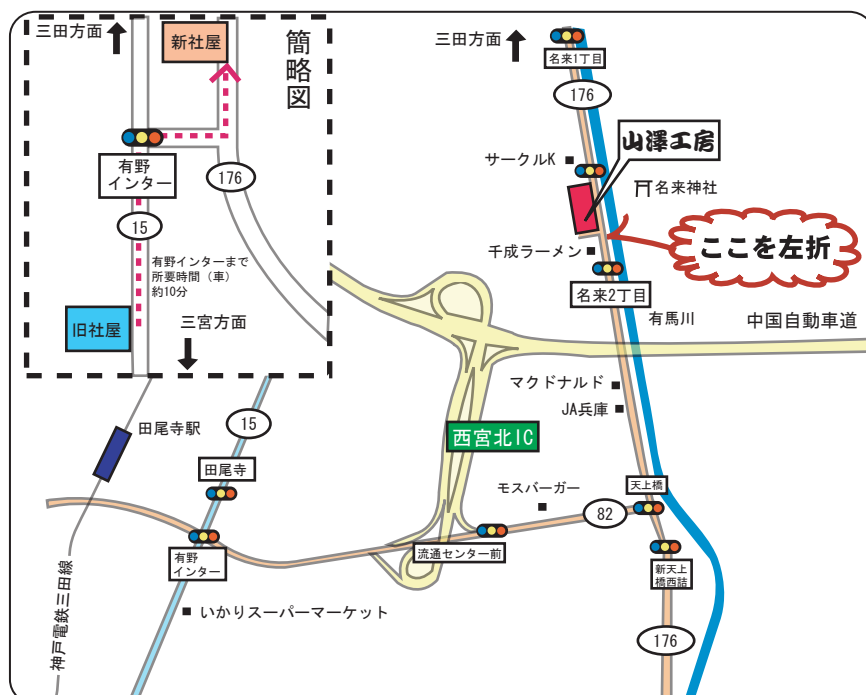 三田方面
新社屋
簡略図
有野
インター
176
15
有野インターまで
所要時間（車）
約10分
旧社屋
三宮方面
三田方面
名来1丁目
176
山澤工房
サークルK
名来神社
ここを左折
千成ラーメン
名来2丁目
有馬川
中国自動車道
マクドナルド
JA兵庫
西宮北IC
田尾寺駅
15
田尾寺
モスバーガー
天上橋
82
有野
インター
流通センター前
新天上
橋西詰
いかりスーパーマーケット
176
神戸電鉄三田線